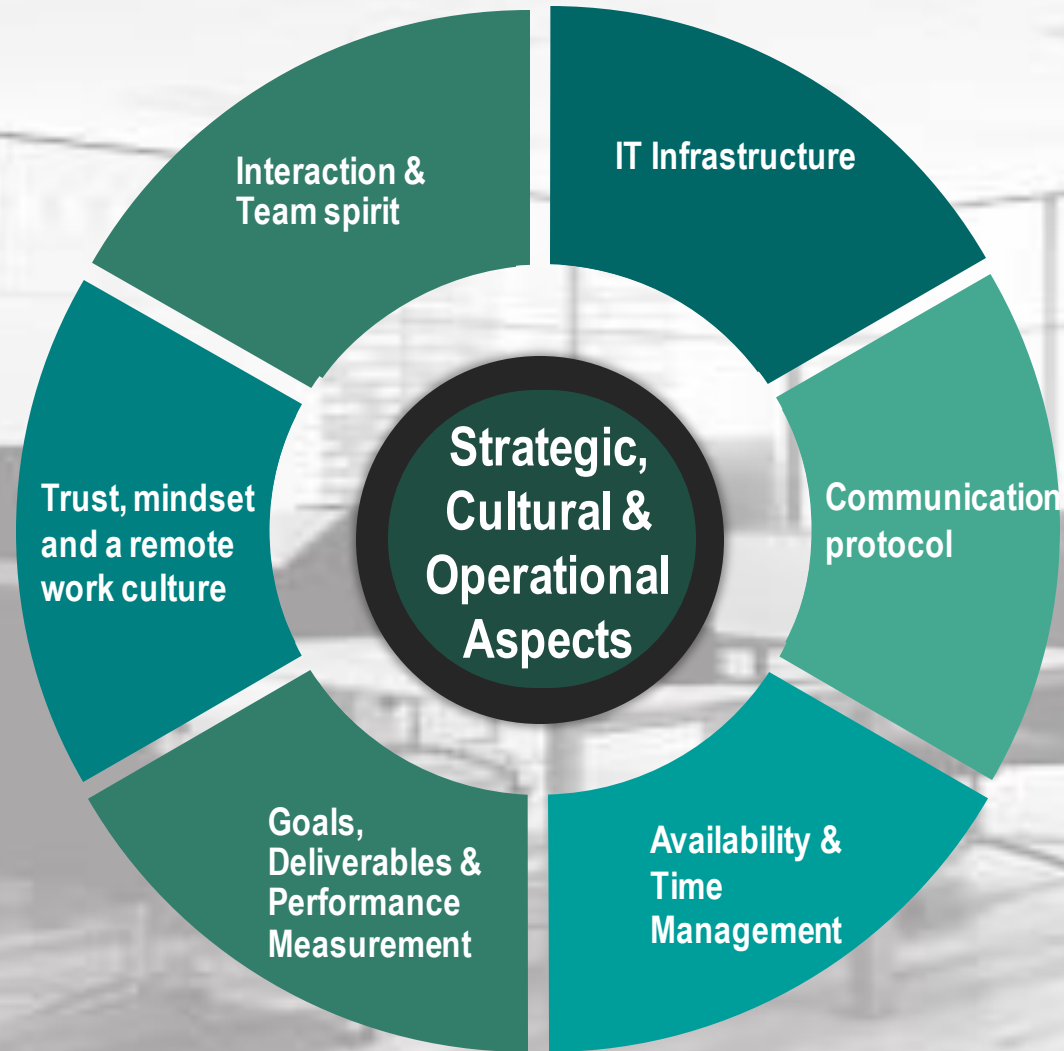 Interaction &
Team spirit
IT Infrastructure
Trust, mindset
and a remote
work culture
Strategic,
Cultural &
Operational
Aspects
Communication
protocol
Goals,
Deliverables &
Performance
Measurement
Availability &
Time
Management